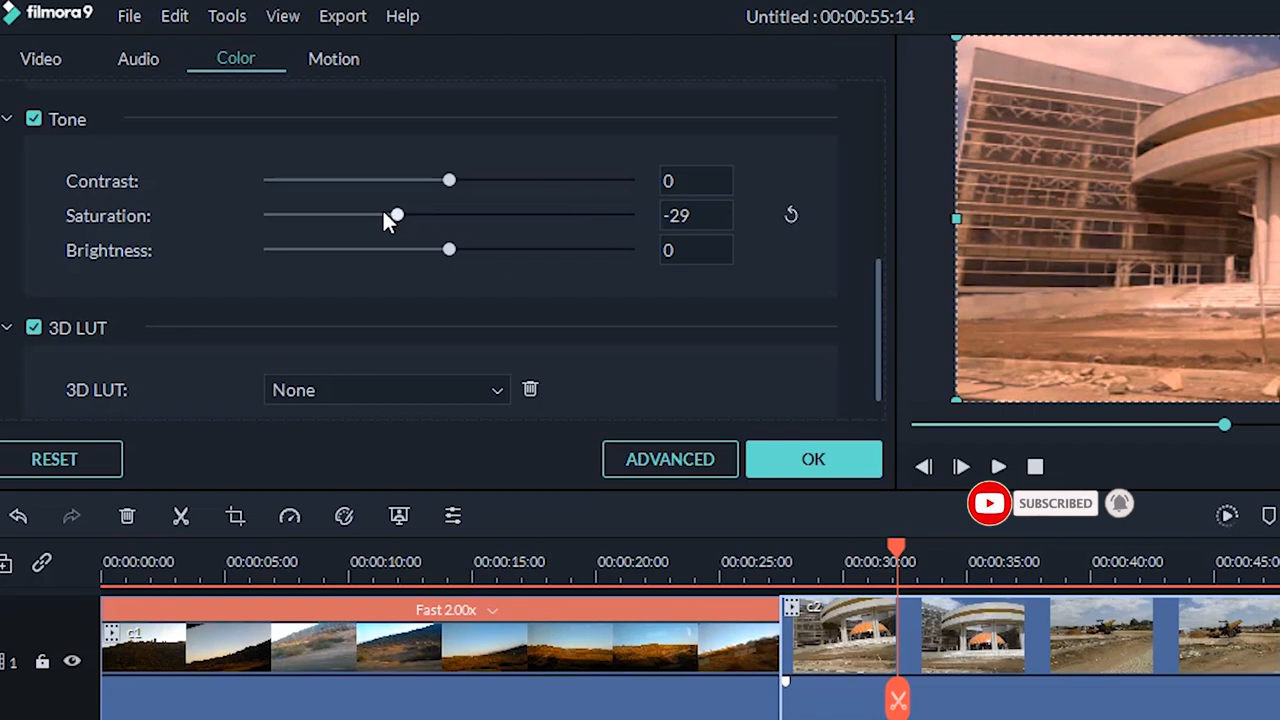 filmora9 File Edit Tools View Export Help Untitled : 00:00:55:14
Video Audio Color Motion
Tone
Contrast: 0
Saturation: -29
Brightness: 0
3D LUT
3D LUT: None
RESET ADVANCED OK
SUBSCRIBED
00:00:00:00 00:00:05:00 00:00:10:00 00:00:15:00 00:00:20:00 00:00:25:00 00:00:30:00 00:00:35:00 00:00:40:00 00:00:45:0
Fast 2.00x
c1 c2
1